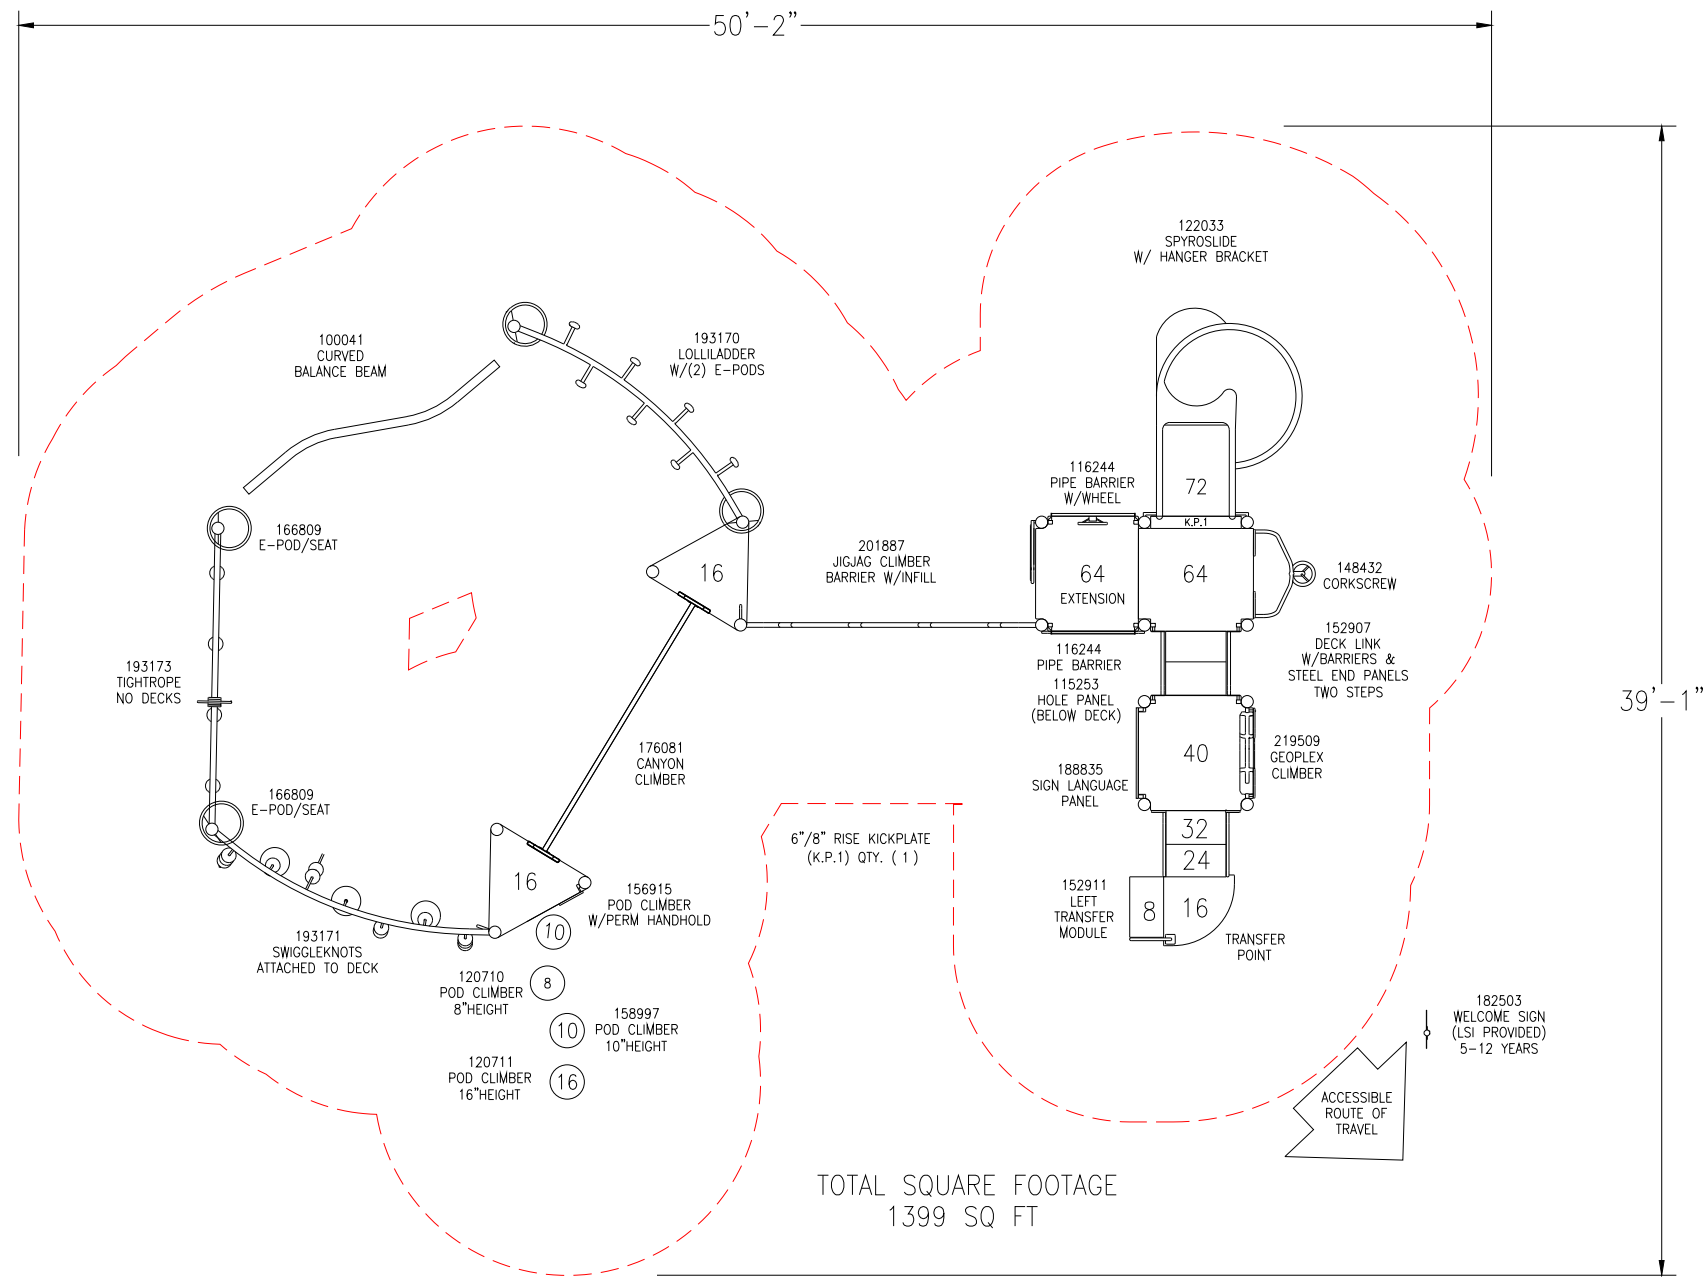 50'-2"
122033
SPYROSLIDE
W/ HANGER BRACKET
100041
CURVED
BALANCE BEAM
193170
LOLLILADDER
W/(2) E-PODS
116244
PIPE BARRIER
W/WHEEL
72
K.P.1
166809
E-POD/SEAT
201887
JIGJAG CLIMBER
BARRIER W/INFILL
16
64
EXTENSION
64
148432
CORKSCREW
193173
TIGHTROPE
NO DECKS
116244
PIPE BARRIER
115253
HOLE PANEL
(BELOW DECK)
152907
DECK LINK
W/BARRIERS &
STEEL END PANELS
TWO STEPS
39'-1"
176081
CANYON
CLIMBER
188835
SIGN LANGUAGE
PANEL
40
219509
GEOPLEX
CLIMBER
166809
E-POD/SEAT
6"/8" RISE KICKPLATE
(K.P.1) QTY. ( 1 )
32
24
16
156915
POD CLIMBER
W/PERM HANDHOLD
152911
LEFT
TRANSFER
MODULE
8
16
TRANSFER
POINT
193171
SWIGGLEKNOTS
ATTACHED TO DECK
10
120710
POD CLIMBER
8"HEIGHT
8
10
158997
POD CLIMBER
10"HEIGHT
120711
POD CLIMBER
16"HEIGHT
16
182503
WELCOME SIGN
(LSI PROVIDED)
5-12 YEARS
ACCESSIBLE
ROUTE OF
TRAVEL
TOTAL SQUARE FOOTAGE
1399 SQ FT